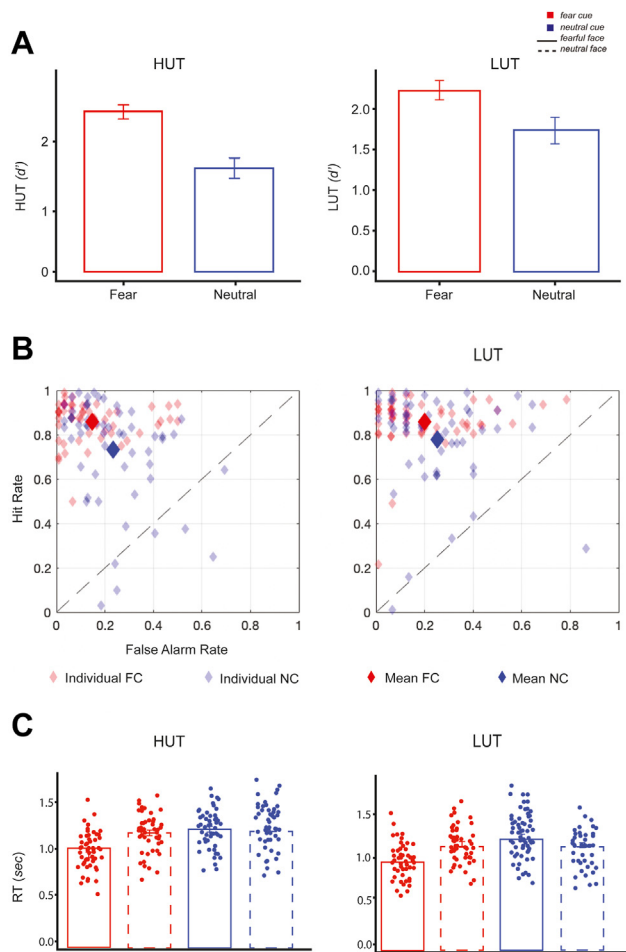 fear cue
neutral cue
fearful face
neutral face
A
HUT
LUT
HUT (d')
2
1
0
Fear
Neutral
LUT (d')
2.0
1.5
1.0
0.5
0.0
Fear
Neutral
B
LUT
Hit Rate
1
0.8
0.6
0.4
0.2
0
0
0.2
0.4
0.6
0.8
1
False Alarm Rate
1
0.8
0.6
0.4
0.2
0
0
0.2
0.4
0.6
0.8
1
Individual FC
Individual NC
Mean FC
Mean NC
C
HUT
LUT
RT (sec)
1.5
1.0
0.5
0.0
1.5
1.0
0.5
0.0